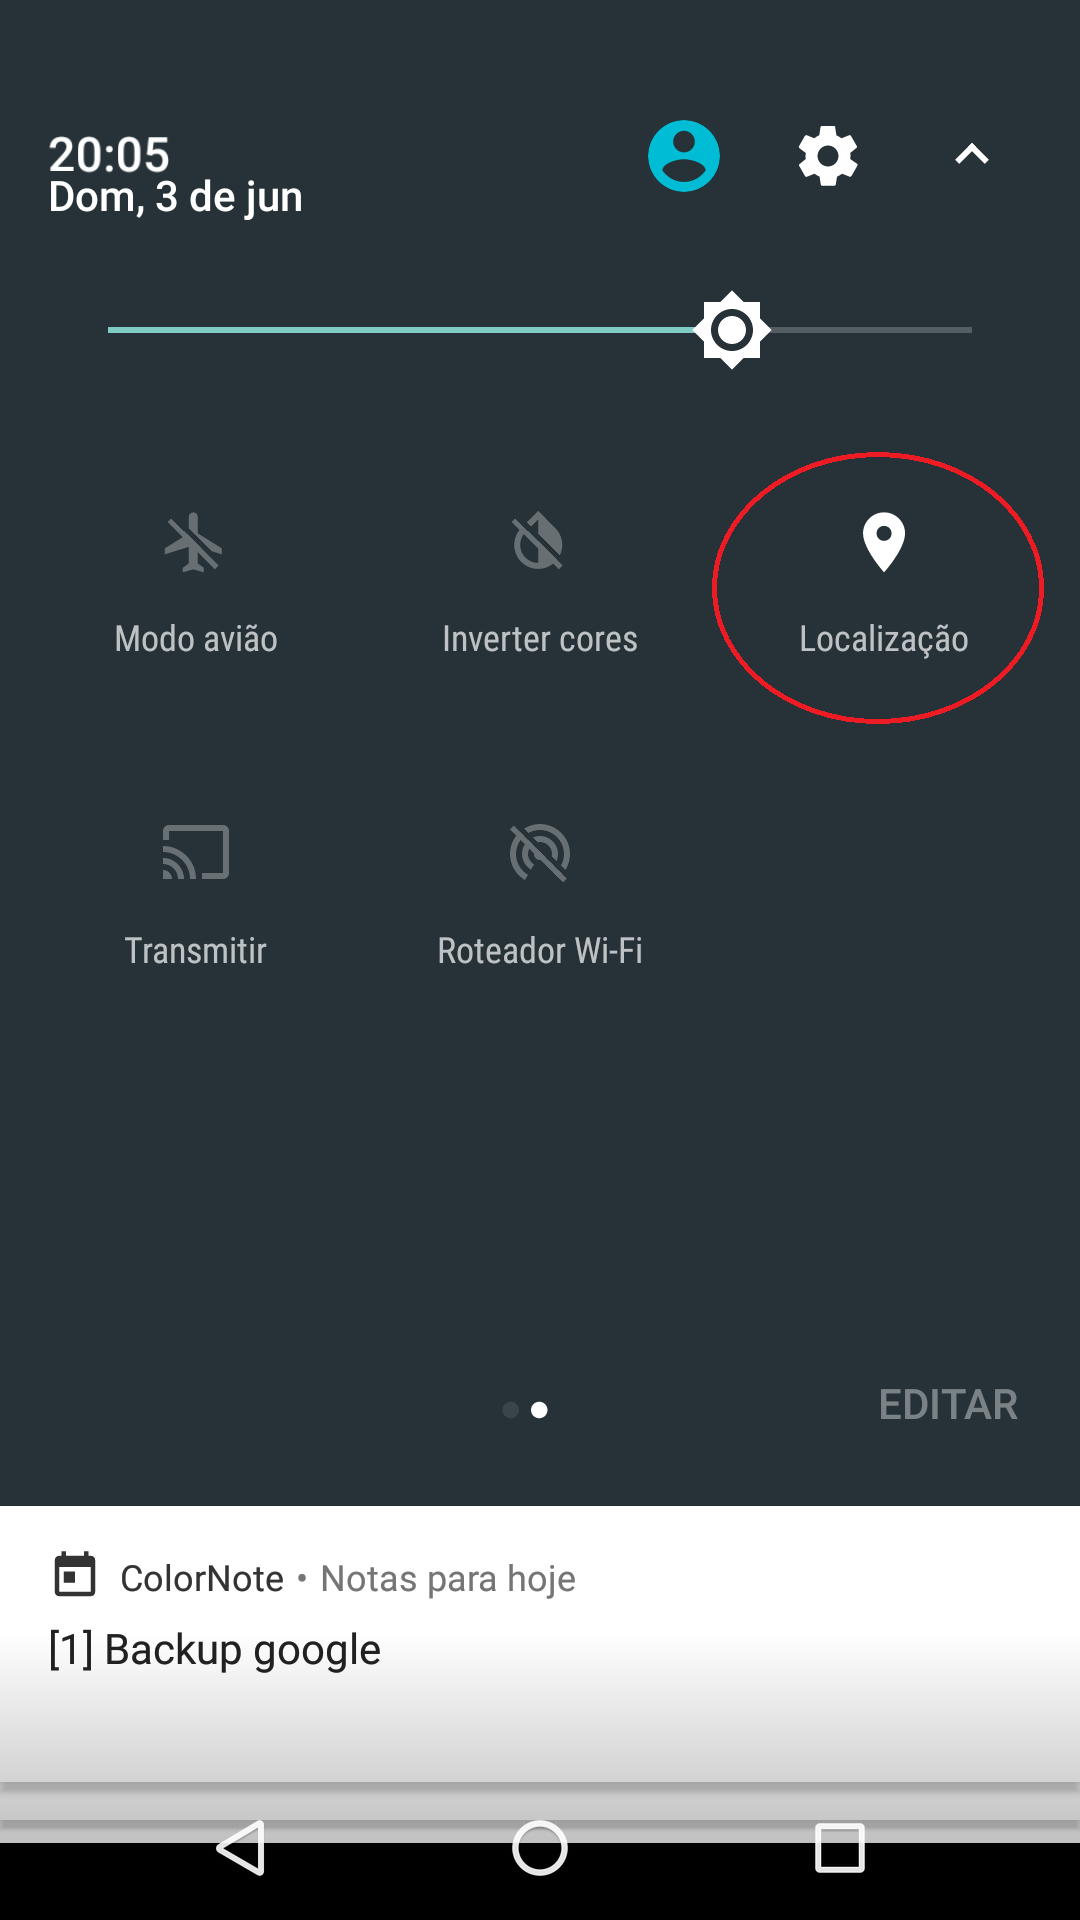 20:05
Dom, 3 de jun
Modo avião
Inverter cores
Localização
Transmitir
Roteador Wi-Fi
EDITAR
ColorNote • Notas para hoje
[1] Backup google